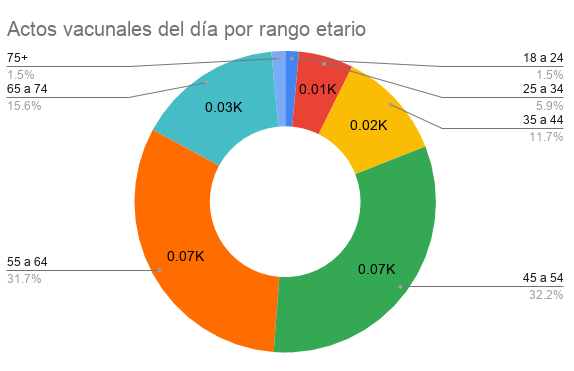 Actos vacunales del día por rango etario
75+
1.5%
65 a 74
15.6%
55 a 64
31.7%
18 a 24
1.5%
25 a 34
5.9%
35 a 44
11.7%
45 a 54
32.2%
0.01K
0.02K
0.03K
0.07K
0.07K